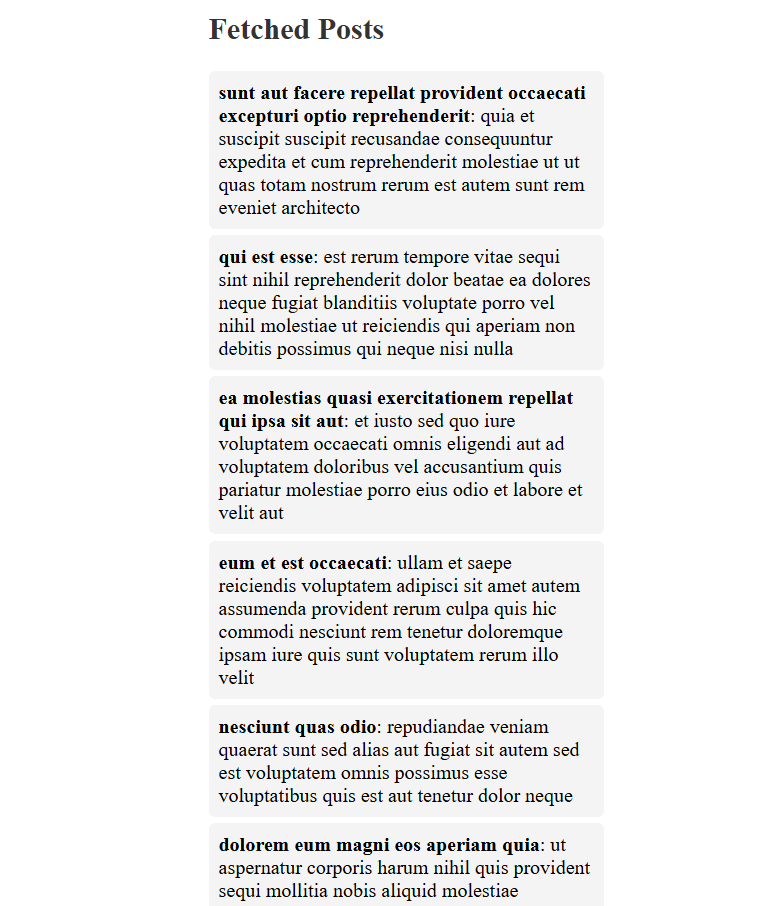 Fetched Posts
sunt aut facere repellat provident occaecati
excepturi optio reprehenderit: quia et
suscipit suscipit recusandae consequuntur
expedita et cum reprehenderit molestiae ut ut
quas totam nostrum rerum est autem sunt rem
eveniet architecto
qui est esse: est rerum tempore vitae sequi
sint nihil reprehenderit dolor beatae ea dolores
neque fugiat blanditiis voluptate porro vel
nihil molestiae ut reiciendis qui aperiam non
debitis possimus qui neque nisi nulla
ea molestias quasi exercitationem repellat
qui ipsa sit aut: et iusto sed quo iure
voluptatem occaecati omnis eligendi aut ad
voluptatem doloribus vel accusantium quis
pariatur molestiae porro eius odio et labore et
velit aut
eum et est occaecati: ullam et saepe
reiciendis voluptatem adipisci sit amet autem
assumenda provident rerum culpa quis hic
commodi nesciunt rem tenetur doloremque
ipsam iure quis sunt voluptatem rerum illo
velit
nesciunt quas odio: repudiandae veniam
quaerat sunt sed alias aut fugiat sit autem sed
est voluptatem omnis possimus esse
voluptatibus quis est aut tenetur dolor neque
dolorem eum magni eos aperiam quia: ut
aspernatur corporis harum nihil quis provident
sequi mollitia nobis aliquid molestiae